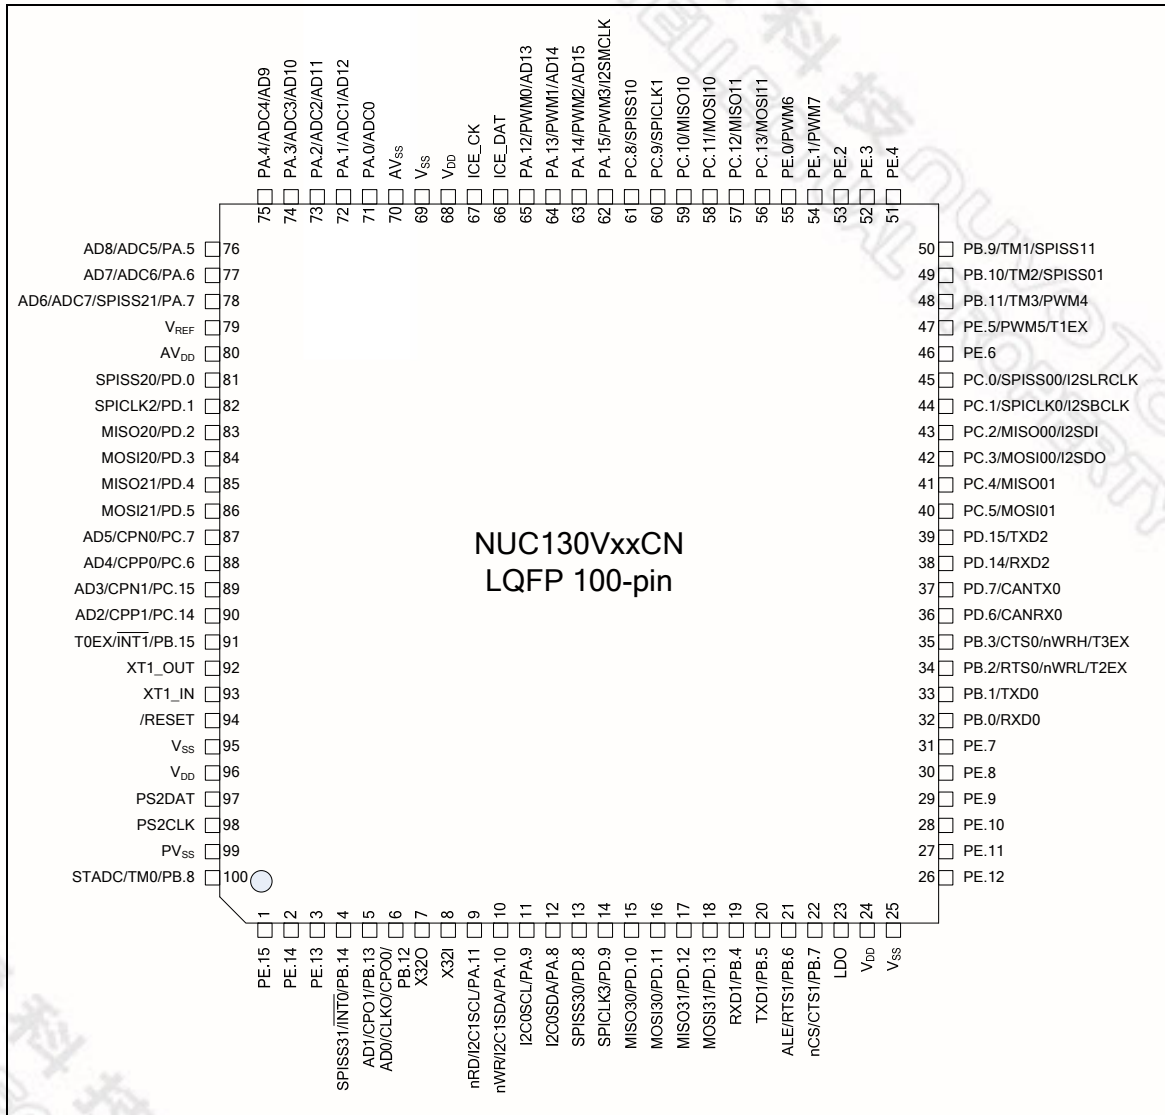 PA.4/ADC4/AD9
PA.3/ADC3/AD10
PA.2/ADC2/AD11
PA.1/ADC1/AD12
PA.0/ADC0
AVSS
VSS
VDD
ICE_CK
ICE_DAT
PA.12/PWM0/AD13
PA.13/PWM1/AD14
PA.14/PWM2/AD15
PA.15/PWM3/I2SMCLK
PC.8/SPISS10
PC.9/SPICLK1
PC.10/MISO10
PC.11/MOSI10
PC.12/MISO11
PC.13/MOSI11
PE.0/PWM6
PE.1/PWM7
PE.2
PE.3
PE.4
75 74 73 72 71 70 69 68 67 66 65 64 63 62 61 60 59 58 57 56 55 54 53 52 51
AD8/ADC5/PA.5 76
AD7/ADC6/PA.6 77
AD6/ADC7/SPISS21/PA.7 78
VREF 79
AVDD 80
SPISS20/PD.0 81
SPICLK2/PD.1 82
MISO20/PD.2 83
MOSI20/PD.3 84
MISO21/PD.4 85
MOSI21/PD.5 86
AD5/CPN0/PC.7 87
AD4/CPP0/PC.6 88
AD3/CPN1/PC.15 89
AD2/CPP1/PC.14 90
T0EX/INT1/PB.15 91
XT1_OUT 92
XT1_IN 93
/RESET 94
VSS 95
VDD 96
PS2DAT 97
PS2CLK 98
PVSS 99
STADC/TM0/PB.8 100
NUC130VxxCN
LQFP 100-pin
50 PB.9/TM1/SPISS11
49 PB.10/TM2/SPISS01
48 PB.11/TM3/PWM4
47 PE.5/PWM5/T1EX
46 PE.6
45 PC.0/SPISS00/I2SLRCLK
44 PC.1/SPICLK0/I2SBCLK
43 PC.2/MISO00/I2SDI
42 PC.3/MOSI00/I2SDO
41 PC.4/MISO01
40 PC.5/MOSI01
39 PD.15/TXD2
38 PD.14/RXD2
37 PD.7/CANTX0
36 PD.6/CANRX0
35 PB.3/CTS0/nWRH/T3EX
34 PB.2/RTS0/nWRL/T2EX
33 PB.1/TXD0
32 PB.0/RXD0
31 PE.7
30 PE.8
29 PE.9
28 PE.10
27 PE.11
26 PE.12
1 2 3 4 5 6 7 8 9 10 11 12 13 14 15 16 17 18 19 20 21 22 23 24 25
PE.15
PE.14
PE.13
SPISS31/INT0/PB.14
AD1/CPO1/PB.13
AD0/CLKO/CPO0/
PB.12
X32O
X32I
nRD/I2C1SCL/PA.11
nWR/I2C1SDA/PA.10
I2C0SCL/PA.9
I2C0SDA/PA.8
SPISS30/PD.8
SPICLK3/PD.9
MISO30/PD.10
MOSI30/PD.11
MISO31/PD.12
MOSI31/PD.13
RXD1/PB.4
TXD1/PB.5
ALE/RTS1/PB.6
nCS/CTS1/PB.7
LDO
VDD
VSS